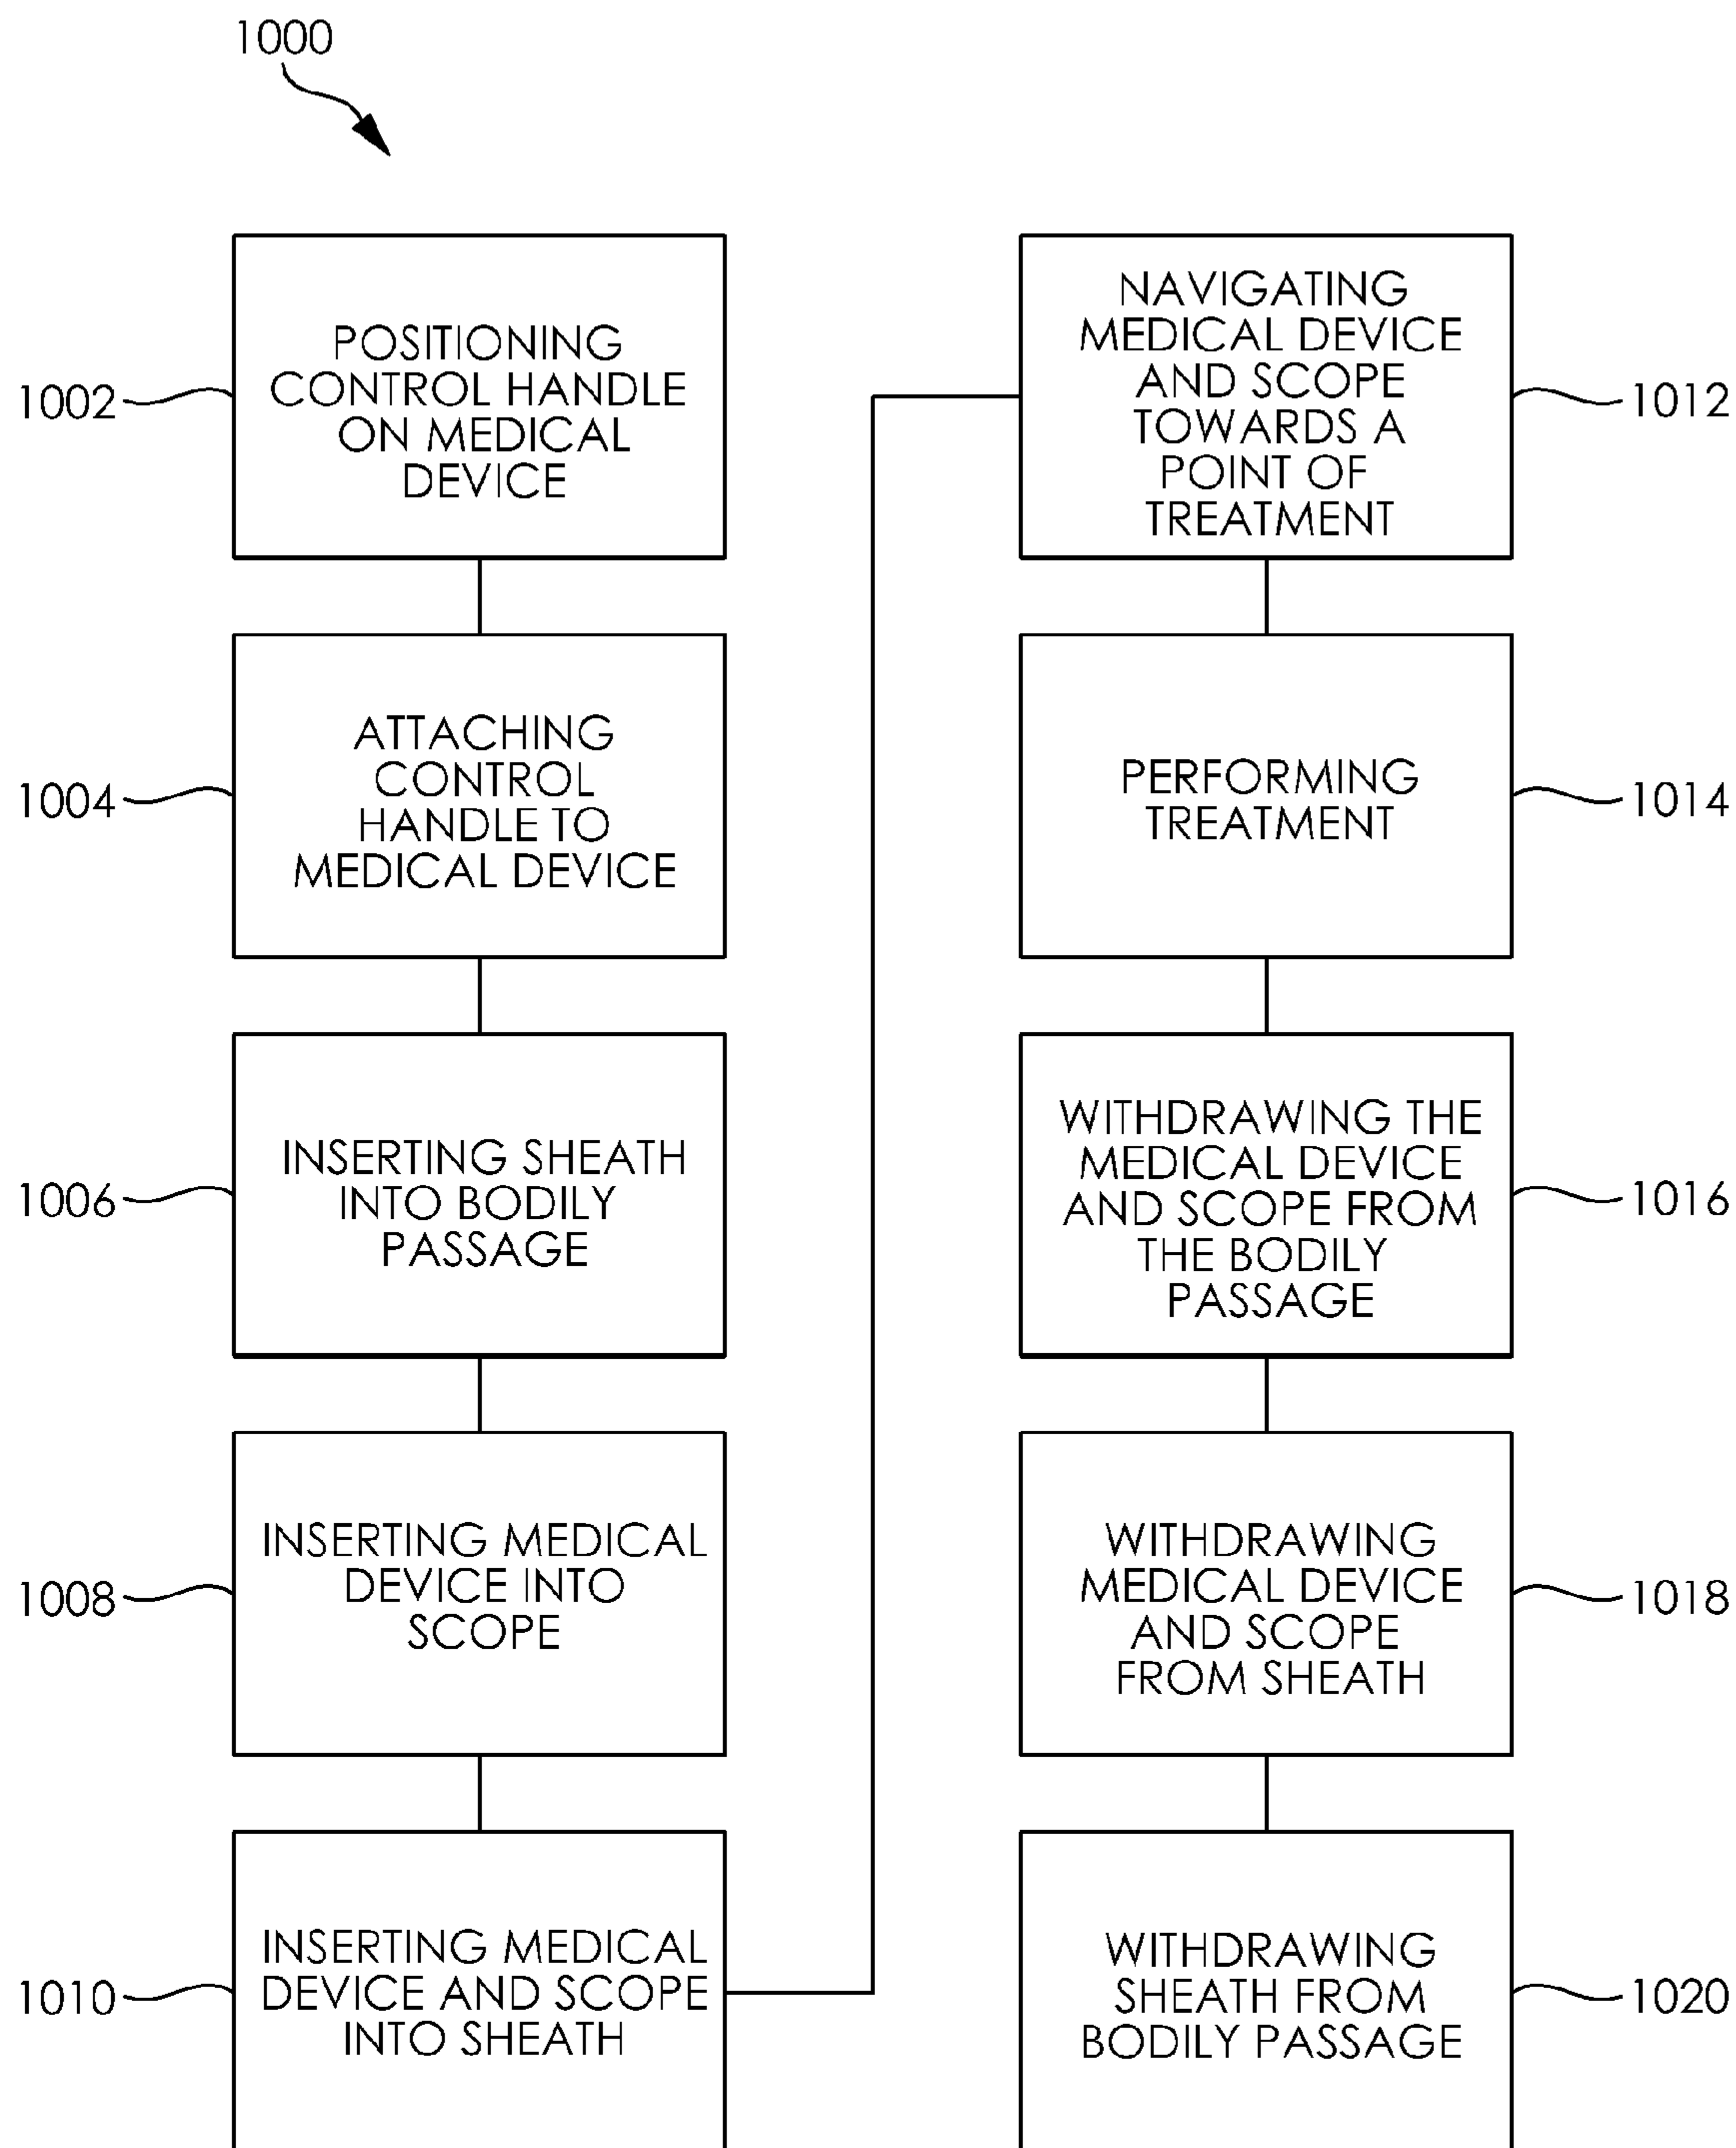 1000
1002
POSITIONING
CONTROL HANDLE
ON MEDICAL
DEVICE
1004
ATTACHING
CONTROL
HANDLE TO
MEDICAL DEVICE
1006
INSERTING SHEATH
INTO BODILY
PASSAGE
1008
INSERTING MEDICAL
DEVICE INTO
SCOPE
1010
INSERTING MEDICAL
DEVICE AND SCOPE
INTO SHEATH
NAVIGATING
MEDICAL DEVICE
AND SCOPE
TOWARDS A
POINT OF
TREATMENT
1012
PERFORMING
TREATMENT
1014
WITHDRAWING THE
MEDICAL DEVICE
AND SCOPE FROM
THE BODILY
PASSAGE
1016
WITHDRAWING
MEDICAL DEVICE
AND SCOPE
FROM SHEATH
1018
WITHDRAWING
SHEATH FROM
BODILY PASSAGE
1020